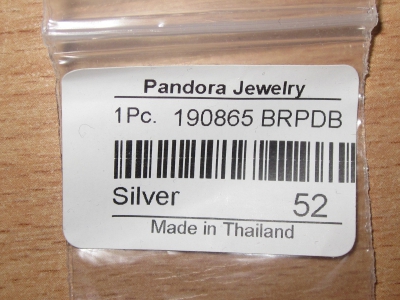 Pandora Jewelry
1Pc. 190865 BRPDB
Silver 52
Made in Thailand